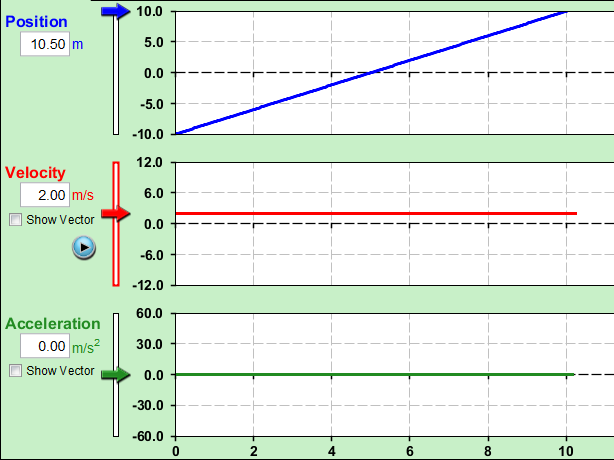 Position
10.50 m
10.0
5.0
0.0
-5.0
-10.0
Velocity
2.00 m/s
Show Vector
12.0
6.0
0.0
-6.0
-12.0
Acceleration
0.00 m/s²
Show Vector
60.0
30.0
0.0
-30.0
-60.0
0 2 4 6 8 10